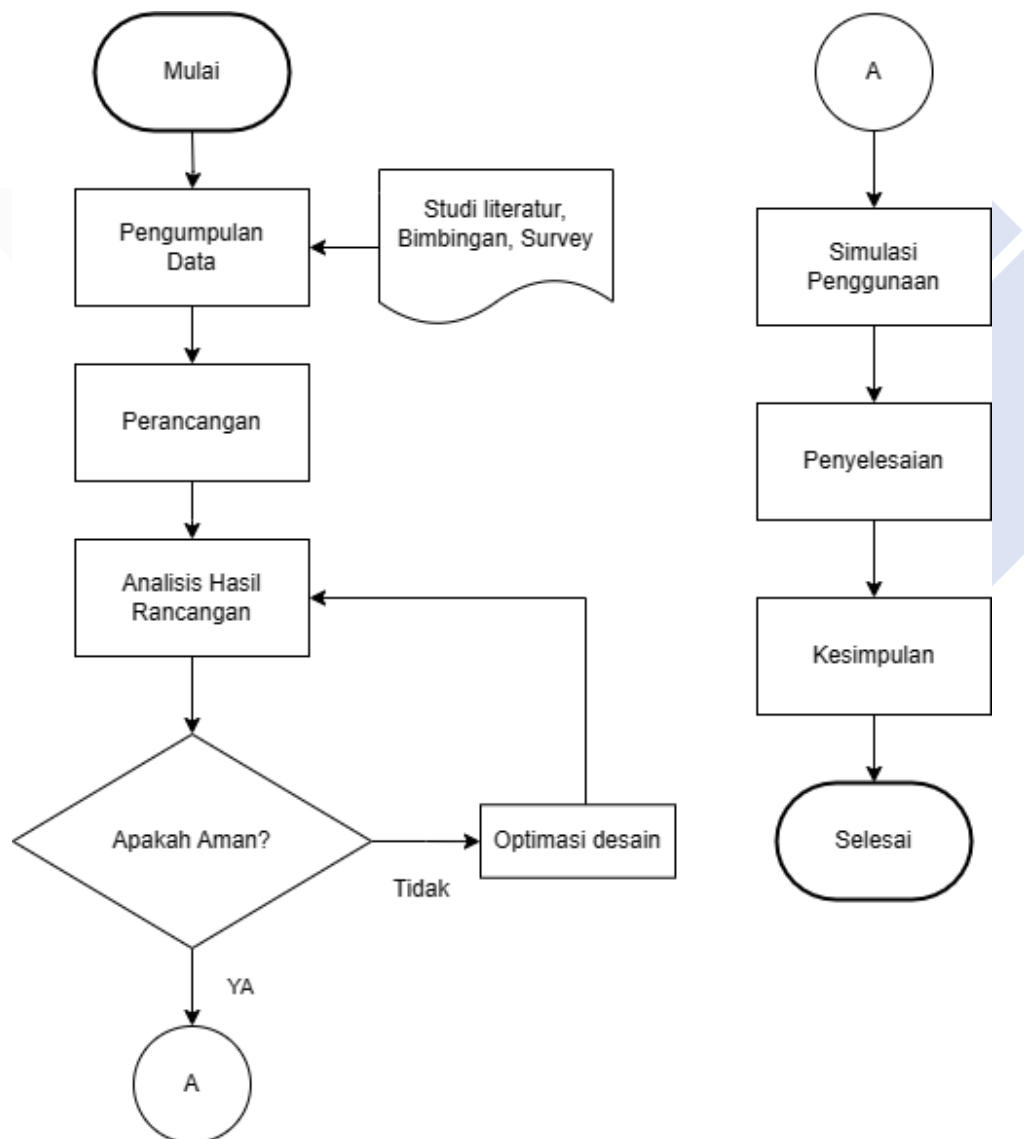 Mulai
Pengumpulan
Data
Studi literatur,
Bimbingan, Survey
Perancangan
Analisis Hasil
Rancangan
Apakah Aman?
Tidak
Optimasi desain
YA
A
A
Simulasi
Penggunaan
Penyelesaian
Kesimpulan
Selesai